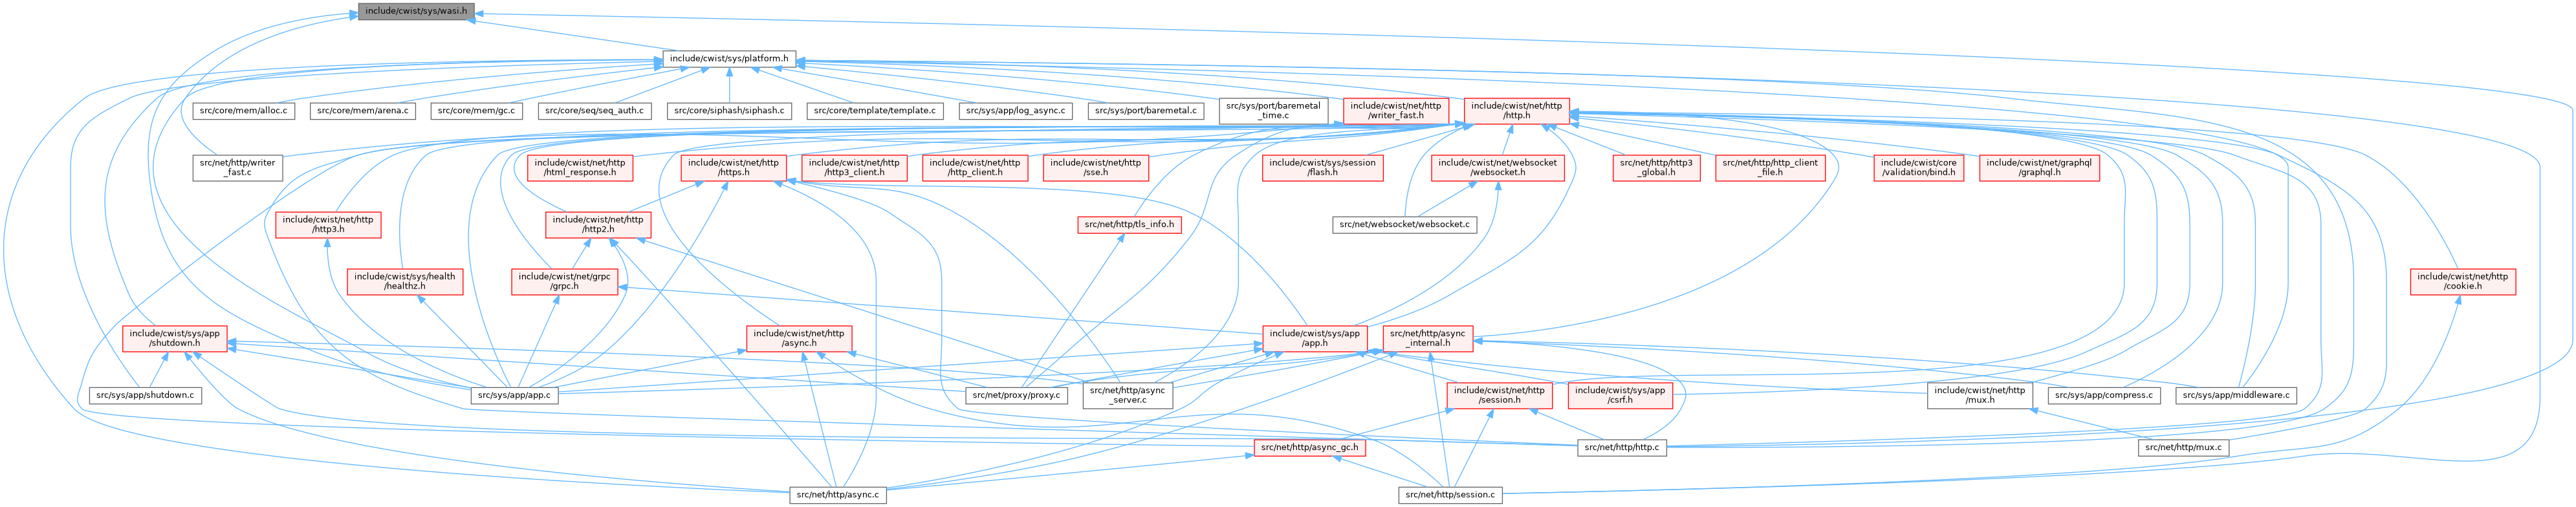 include/cwist/sys/wasi.h
include/cwist/sys/platform.h
src/core/mem/alloc.c
src/core/mem/arena.c
src/core/mem/gc.c
src/core/seq/seq_auth.c
src/core/siphash/siphash.c
src/core/template/template.c
src/sys/app/log_async.c
src/sys/port/baremetal.c
src/sys/port/baremetal
_time.c
include/cwist/net/http
/writer_fast.h
include/cwist/net/http
/http.h
src/net/http/writer
_fast.c
include/cwist/net/http
/html_response.h
include/cwist/net/http
/https.h
include/cwist/net/http
/http3_client.h
include/cwist/net/http
/http_client.h
include/cwist/net/http
/sse.h
include/cwist/sys/session
/flash.h
include/cwist/net/websocket
/websocket.h
src/net/http/http3
_global.h
src/net/http/http_client
_file.h
include/cwist/core
/validation/bind.h
include/cwist/net/graphql
/graphql.h
include/cwist/net/http
/http3.h
include/cwist/net/http
/http2.h
src/net/http/tls_info.h
src/net/websocket/websocket.c
include/cwist/sys/health
/healthz.h
include/cwist/net/grpc
/grpc.h
include/cwist/net/http
/cookie.h
include/cwist/sys/app
/shutdown.h
include/cwist/net/http
/async.h
include/cwist/sys/app
/app.h
src/net/http/async
_internal.h
src/sys/app/shutdown.c
src/sys/app/app.c
src/net/proxy/proxy.c
src/net/http/async
_server.c
include/cwist/net/http
/session.h
include/cwist/sys/app
/csrf.h
include/cwist/net/http
/mux.h
src/sys/app/compress.c
src/sys/app/middleware.c
src/net/http/async_gc.h
src/net/http/http.c
src/net/http/mux.c
src/net/http/async.c
src/net/http/session.c